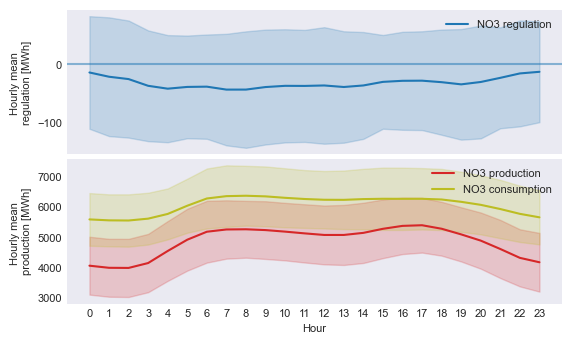 NO3 regulation
Hourly mean
regulation [MWh]
0
−100
NO3 production
NO3 consumption
Hourly mean
production [MWh]
7000
6000
5000
4000
3000
0 1 2 3 4 5 6 7 8 9 10 11 12 13 14 15 16 17 18 19 20 21 22 23
Hour